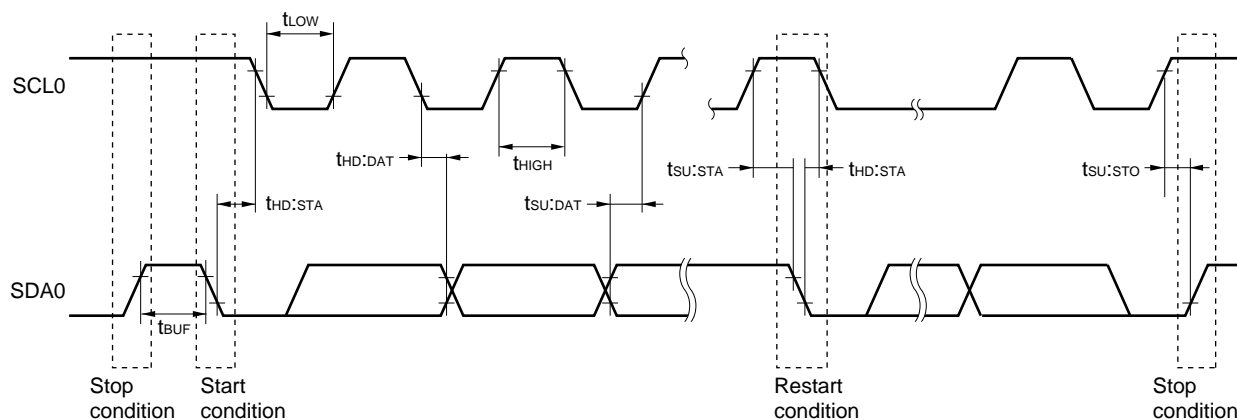 tLOW
SCL0
tHD:DAT
tHIGH
tSU:STA
tHD:STA
tSU:STO
tHD:STA
tSU:DAT
SDA0
tBUF
Stop
condition
Start
condition
Restart
condition
Stop
condition